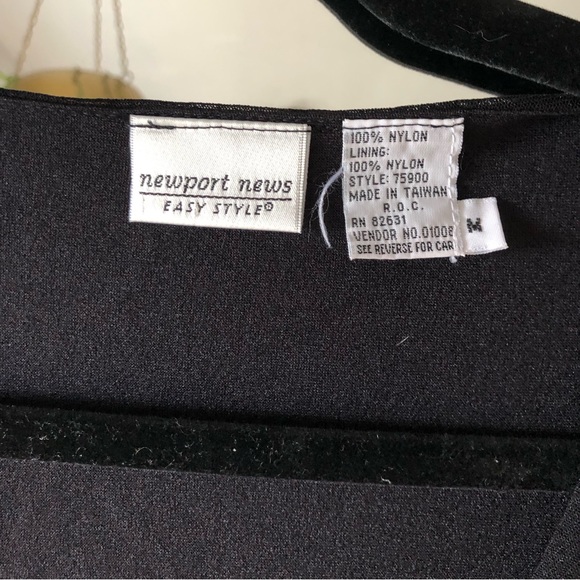 newport news
EASY STYLE®
100% NYLON
LINING:
100% NYLON
STYLE: 75900
MADE IN TAIWAN
R.O.C.
RN 82631
VENDOR NO.01008
SEE REVERSE FOR CAR
M